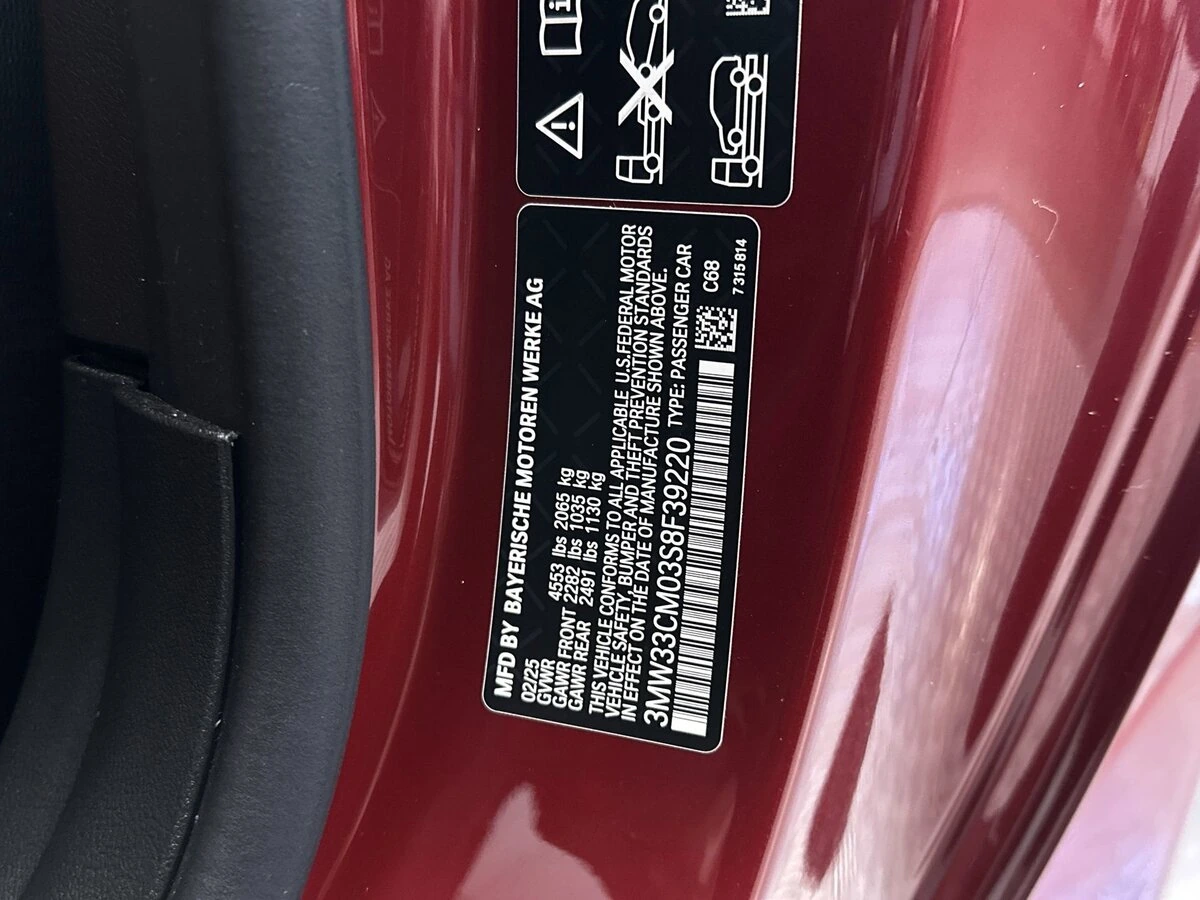 MFD BY BAYERISCHE MOTOREN WERKE AG
02/25
GVWR 4553 lbs 2065 kg
GAWR FRONT 2282 lbs 1035 kg
GAWR REAR 2491 lbs 1130 kg
THIS VEHICLE CONFORMS TO ALL APPLICABLE U.S.FEDERAL MOTOR
VEHICLE SAFETY, BUMPER AND THEFT PREVENTION STANDARDS
IN EFFECT ON THE DATE OF MANUFACTURE SHOWN ABOVE.
3MW33CM03S8F39220 TYPE: PASSENGER CAR
C68
7315814